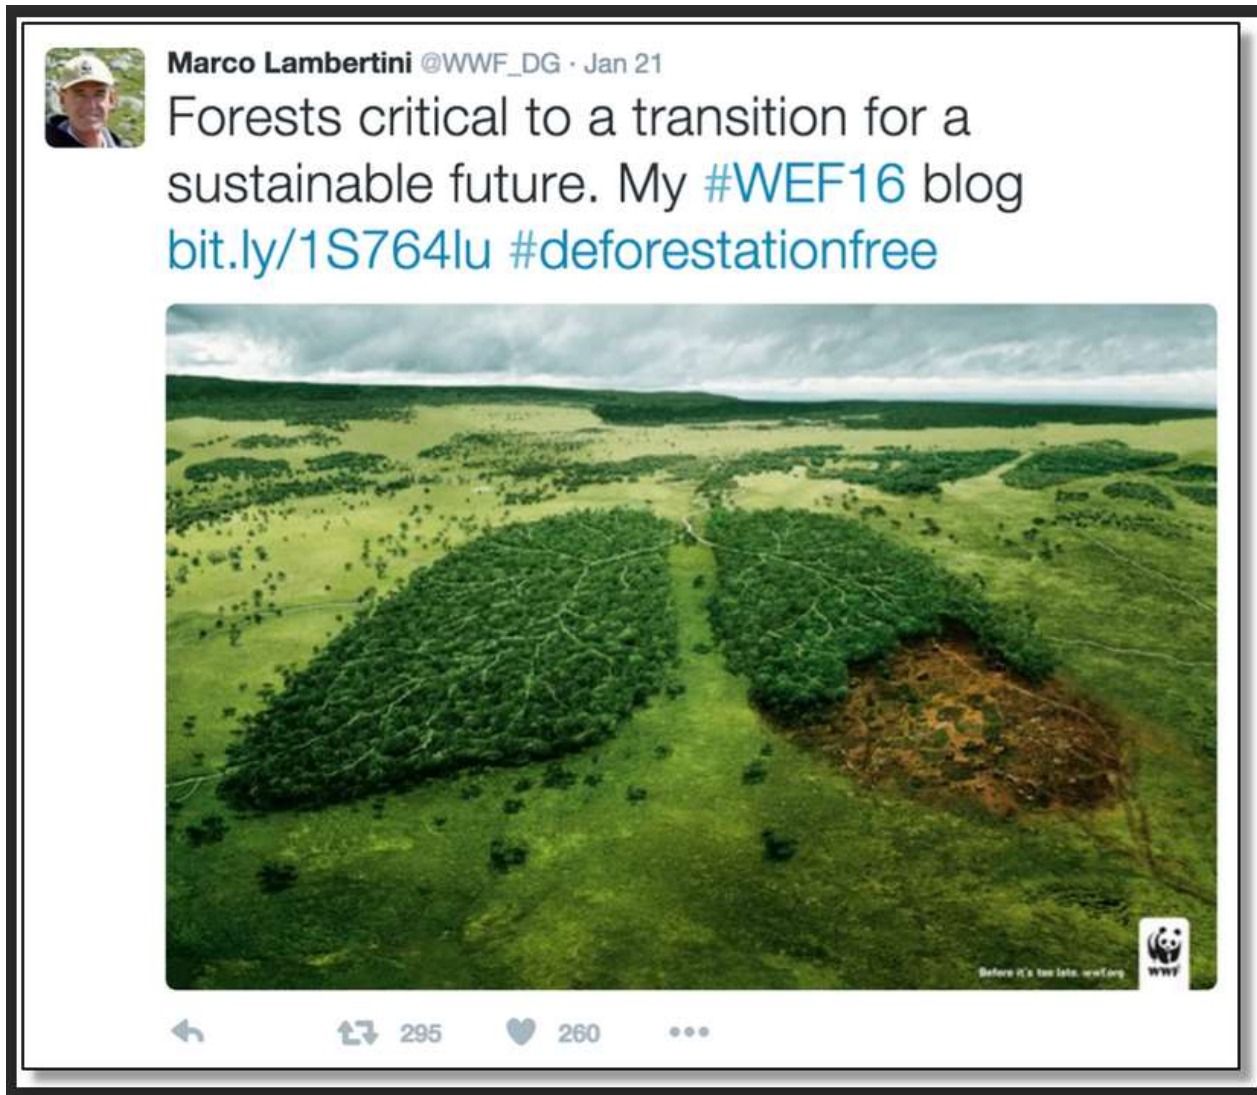 Marco Lambertini @WWF_DG · Jan 21
Forests critical to a transition for a
sustainable future. My #WEF16 blog
bit.ly/1S764lu #deforestationfree
Before it's too late. wwf.org
WWF
295 260